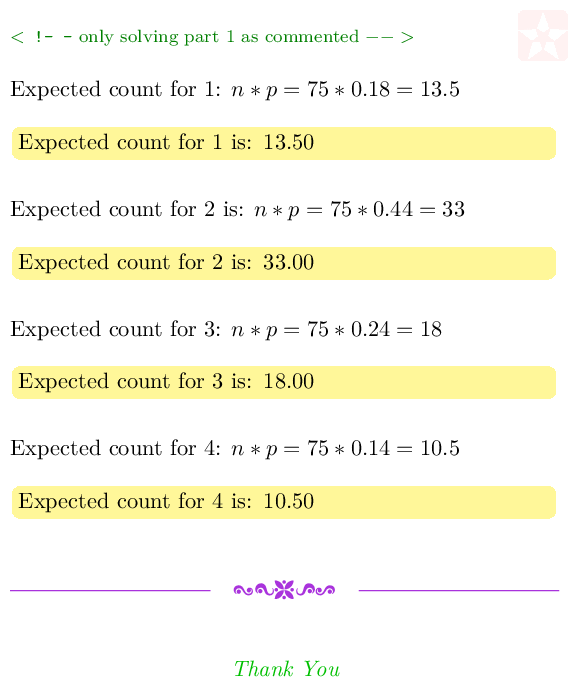 < !- - only solving part 1 as commented −− >
Expected count for 1: n ∗ p = 75 ∗ 0.18 = 13.5
Expected count for 1 is: 13.50
Expected count for 2 is: n ∗ p = 75 ∗ 0.44 = 33
Expected count for 2 is: 33.00
Expected count for 3: n ∗ p = 75 ∗ 0.24 = 18
Expected count for 3 is: 18.00
Expected count for 4: n ∗ p = 75 ∗ 0.14 = 10.5
Expected count for 4 is: 10.50
Thank You